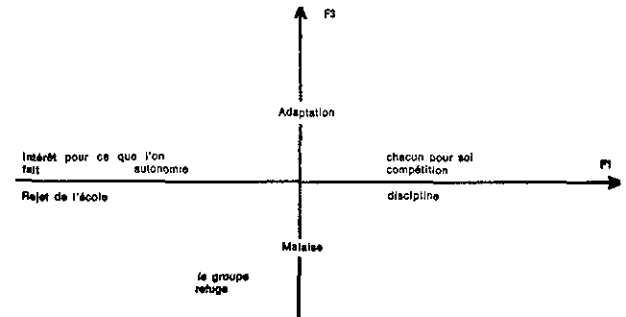 F3
Adaptation
Intérêt pour ce que l'on
fait autonomie
chacun pour soi
compétition
F1
Rejet de l'école
discipline
Malaise
le groupe
refuge